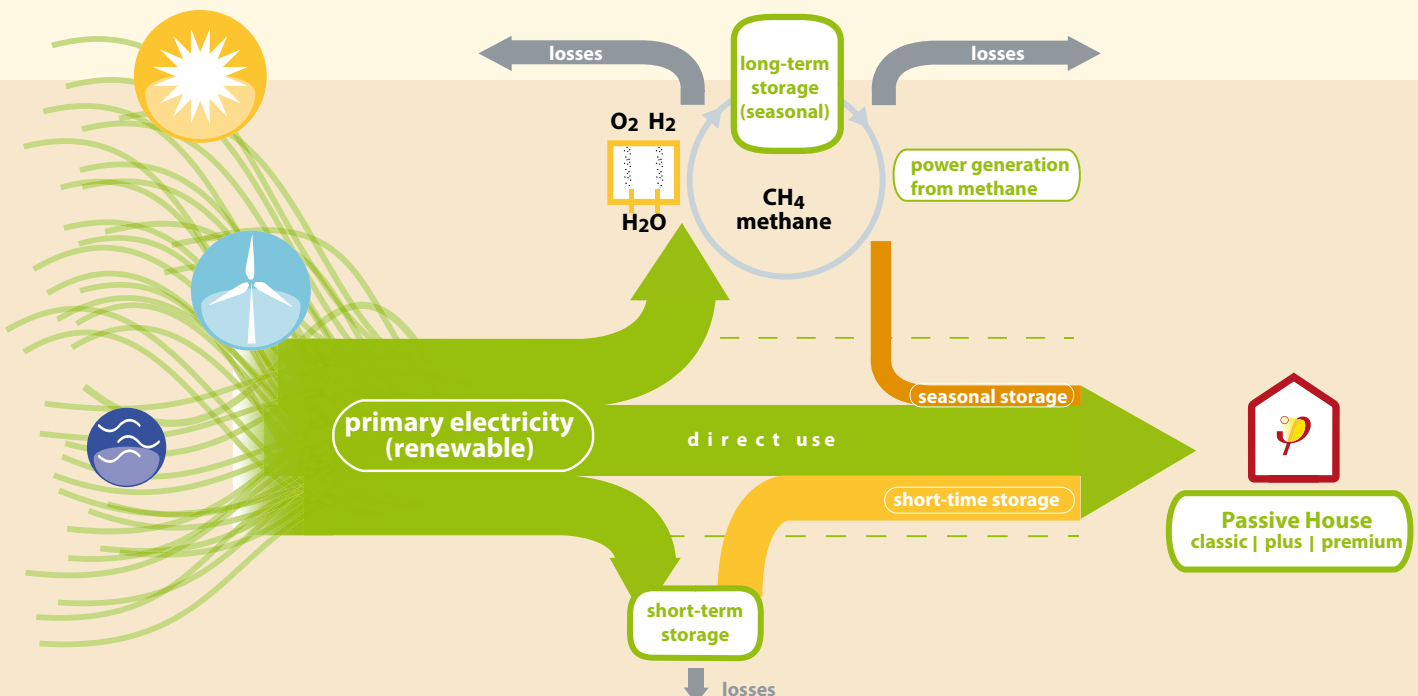 losses
long-term
storage
(seasonal)
losses
O2 H2
H2O
CH4
methane
power generation
from methane
primary electricity
(renewable)
direct use
seasonal storage
short-time storage
Passive House
classic | plus | premium
short-term
storage
losses